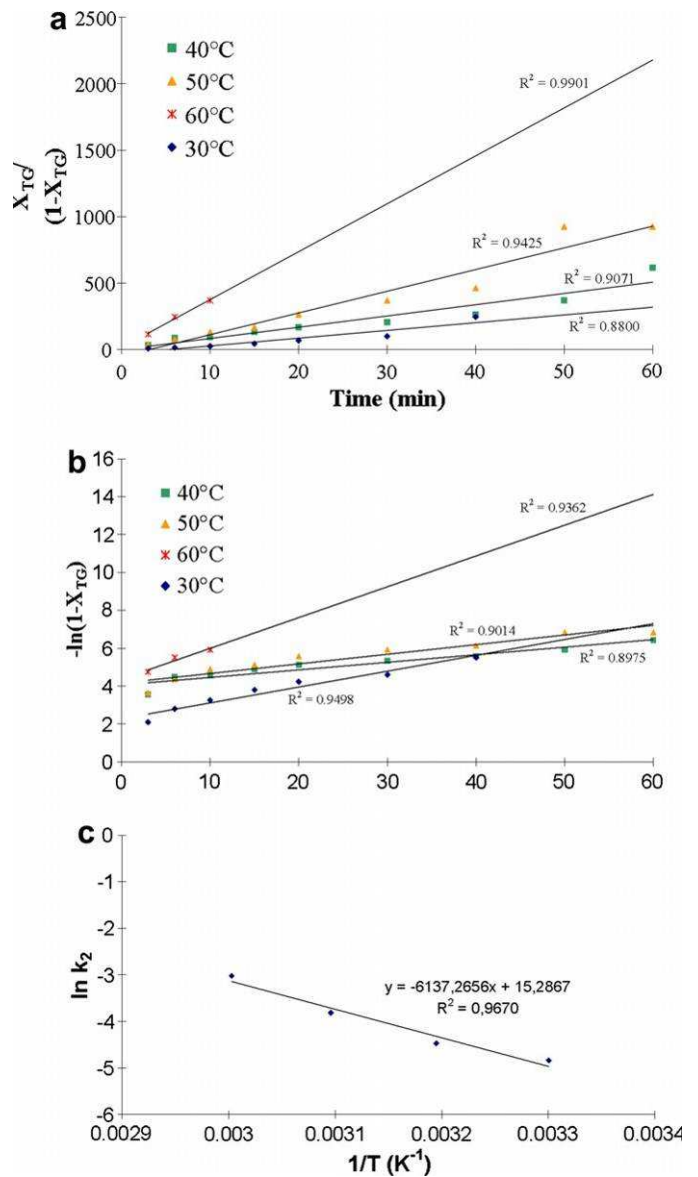 a
40°C
50°C
60°C
30°C
2500
2000
1500
1000
500
0
X_TG/
(1-X_TG)
R² = 0.9901
R² = 0.9425
R² = 0.9071
R² = 0.8800
0 10 20 30 40 50 60
Time (min)
b
40°C
50°C
60°C
30°C
16
14
12
10
8
6
4
2
0
-ln(1-X_TG)
R² = 0.9362
R² = 0.9014
R² = 0.8975
R² = 0.9498
0 10 20 30 40 50 60
c
0
-1
-2
-3
-4
-5
-6
ln k₂
y = -6137,2656x + 15,2867
R² = 0,9670
0.0029 0.003 0.0031 0.0032 0.0033 0.0034
1/T (K⁻¹)